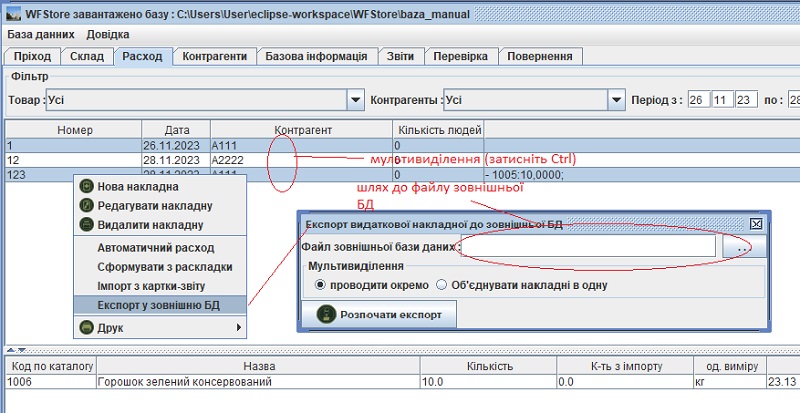 WFStore завантажено базу : C:\Users\User\eclipse-workspace\WFStore\baza_manual
База данних Довідка
Пріход Склад Расход Контрагенти Базова інформація Звіти Перевірка Повернення
Фільтр
Товар : Усі Контрагенты : Усі Період з : 26 11 23 по : 28
Номер Дата Контрагент Кількість людей
1 26.11.2023 A111 0
12 28.11.2023 A2222 0
мультивиділення (затисніть Ctrl)
123 28.11.2023 A111 0 - 1005:10,0000;
шлях до файлу зовнішньої
БД
Нова накладна
Редагувати накладну
Видалити накладну
Автоматичний расход
Сформувати з раскладки
Імпорт з картки-звіту
Експорт у зовнішню БД
Друк
Експорт видаткової накладної до зовнішньої БД
Файл зовнішньої бази даних : ...
Мультивиділення
проводити окремо Об'єднувати накладні в одну
Розпочати експорт
Код по каталогу Назва Кількість К-ть з імпорту од. виміру
1006 Горошок зелений консервований 10.0 0.0 кг 23.13